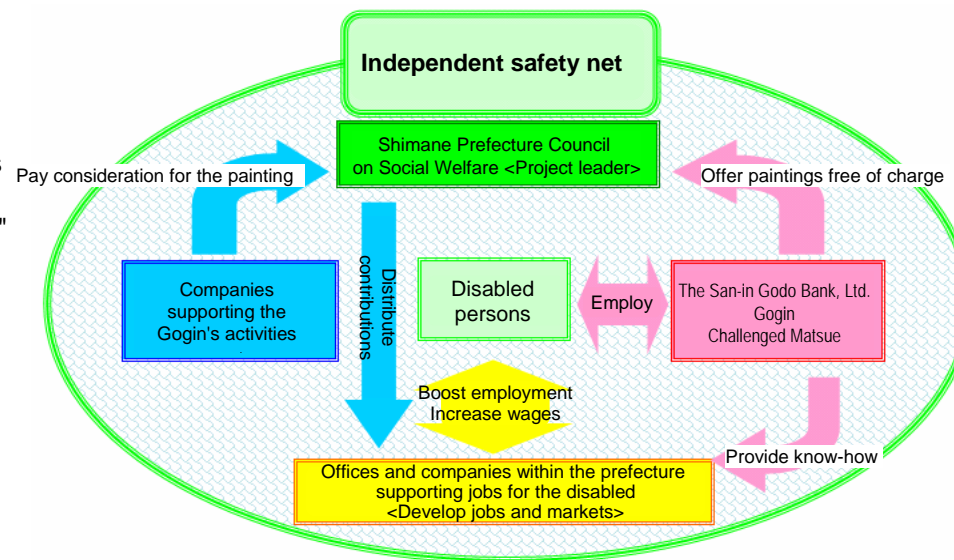 Independent safety net
Shimane Prefecture Council
on Social Welfare <Project leader>
s
Pay consideration for the painting
Offer paintings free of charge
"
Companies
supporting the
Gogin's activities
Distribute
contributions
Disabled
persons
Employ
The San-in Godo Bank, Ltd.
Gogin
Challenged Matsue
Boost employment
Increase wages
Provide know-how
Offices and companies within the prefecture
supporting jobs for the disabled
<Develop jobs and markets>